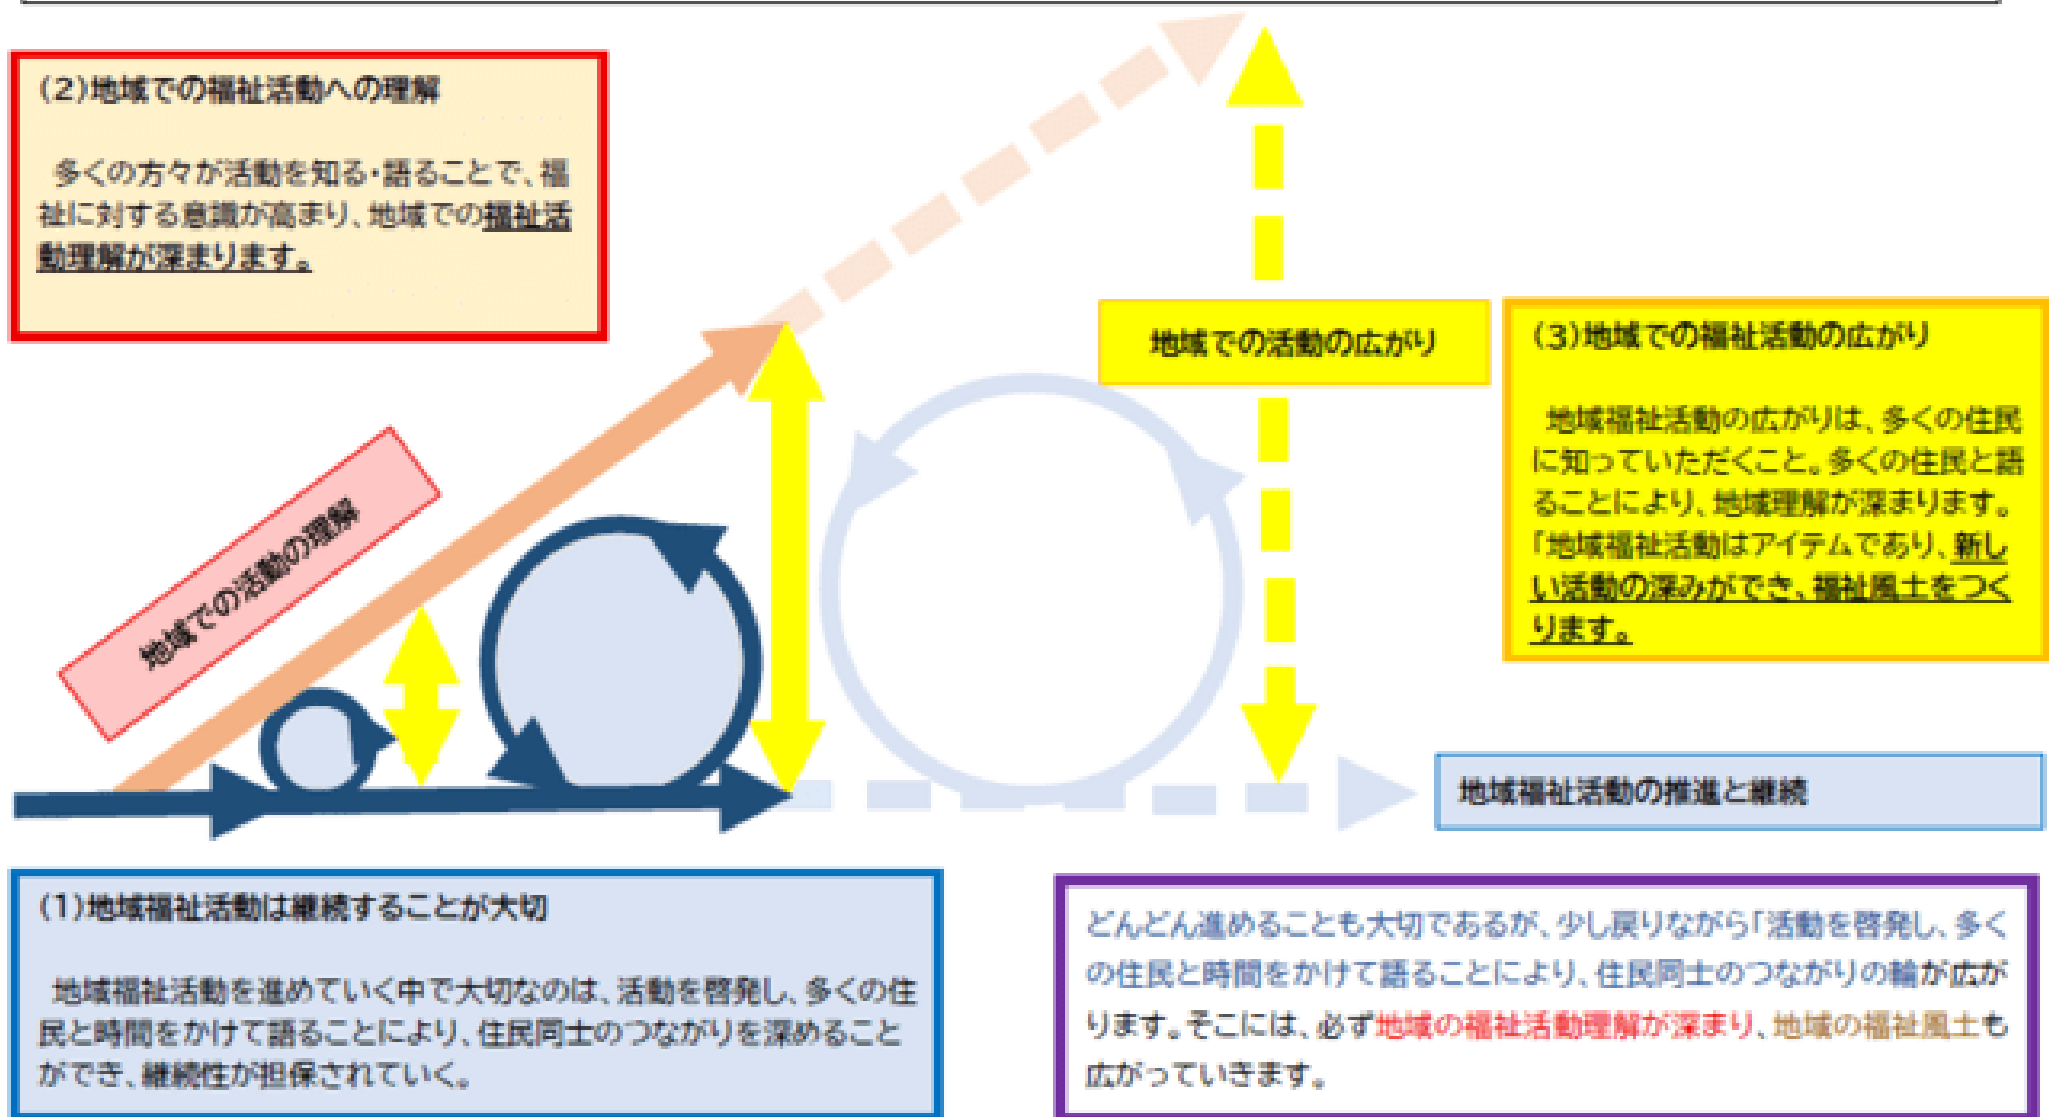 (2)地域での福祉活動への理解
多くの方々が活動を知る・語ることで、福
祉に対する意識が高まり、地域での福祉活
動理解が深まります。
地域での活動の広がり
(3)地域での福祉活動の広がり
地域福祉活動の広がりは、多くの住民
に知っていただくこと。多くの住民と語
ることにより、地域理解が深まります。
「地域福祉活動はアイテムであり、新し
い活動の深みができ、福祉風土をつく
ります。
地域での活動の理解
地域福祉活動の推進と継続
(1)地域福祉活動は継続することが大切
地域福祉活動を進めていく中で大切なのは、活動を啓発し、多くの住
民と時間をかけて語ることにより、住民同士のつながりを深めること
ができ、継続性が担保されていく。
どんどん進めることも大切であるが、少し戻りながら「活動を啓発し、多く
の住民と時間をかけて語ることにより、住民同士のつながりの輪が広が
ります。そこには、必ず地域の福祉活動理解が深まり、地域の福祉風土も
広がっていきます。